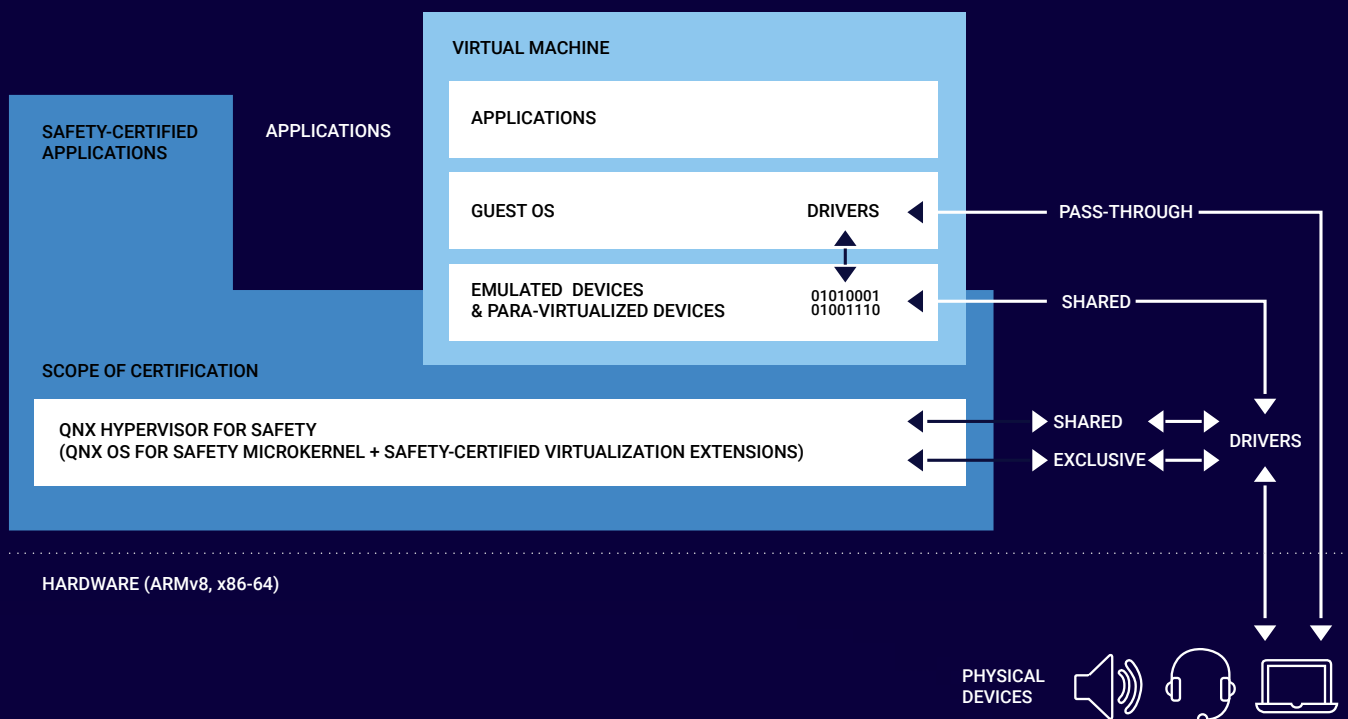 VIRTUAL MACHINE
SAFETY-CERTIFIED
APPLICATIONS
APPLICATIONS
APPLICATIONS
GUEST OS
DRIVERS
PASS-THROUGH
EMULATED DEVICES
& PARA-VIRTUALIZED DEVICES
01010001
01001110
SHARED
SCOPE OF CERTIFICATION
QNX HYPERVISOR FOR SAFETY
(QNX OS FOR SAFETY MICROKERNEL + SAFETY-CERTIFIED VIRTUALIZATION EXTENSIONS)
SHARED
EXCLUSIVE
DRIVERS
HARDWARE (ARMv8, x86-64)
PHYSICAL
DEVICES